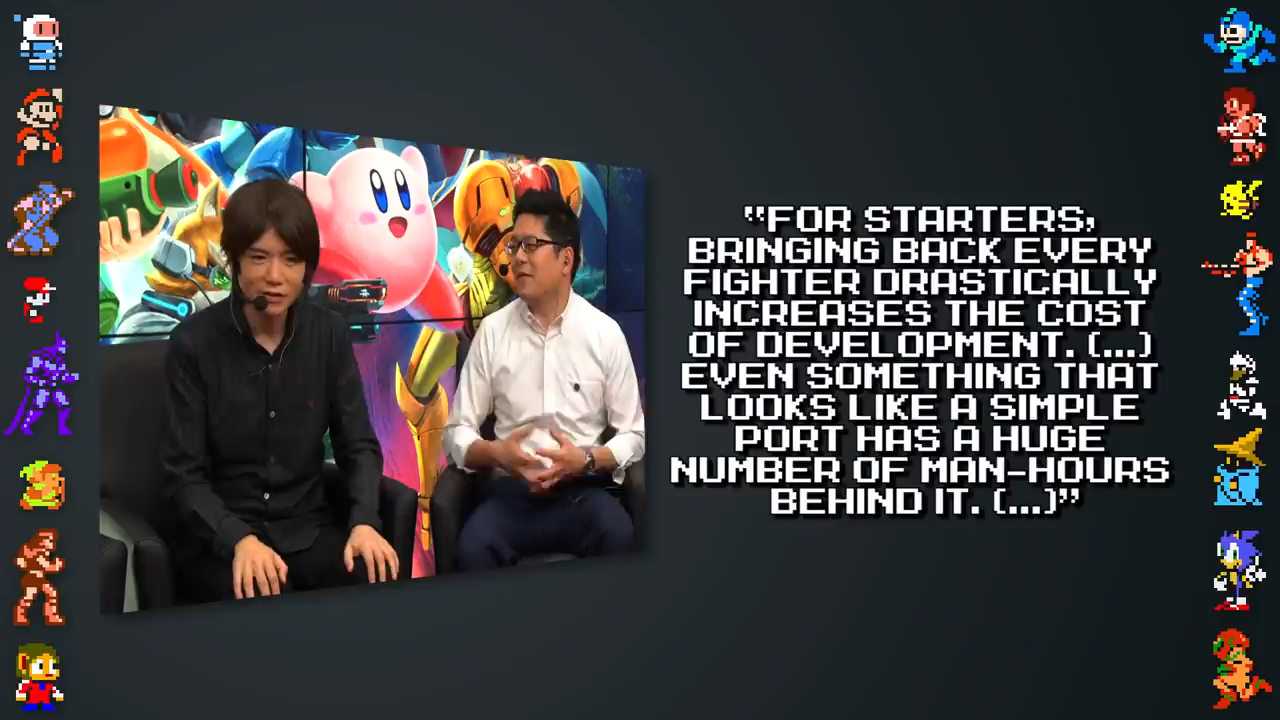 "FOR STARTERS,
BRINGING BACK EVERY
FIGHTER DRASTICALLY
INCREASES THE COST
OF DEVELOPMENT. (...)
EVEN SOMETHING THAT
LOOKS LIKE A SIMPLE
PORT HAS A HUGE
NUMBER OF MAN-HOURS
BEHIND IT. (...)"